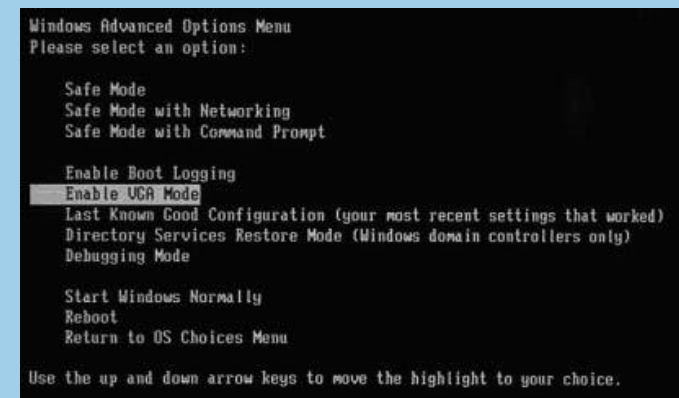 Windows Advanced Options Menu
Please select an option:
Safe Mode
Safe Mode with Networking
Safe Mode with Command Prompt
Enable Boot Logging
Enable VGA Mode
Last Known Good Configuration (your most recent settings that worked)
Directory Services Restore Mode (Windows domain controllers only)
Debugging Mode
Start Windows Normally
Reboot
Return to OS Choices Menu
Use the up and down arrow keys to move the highlight to your choice.